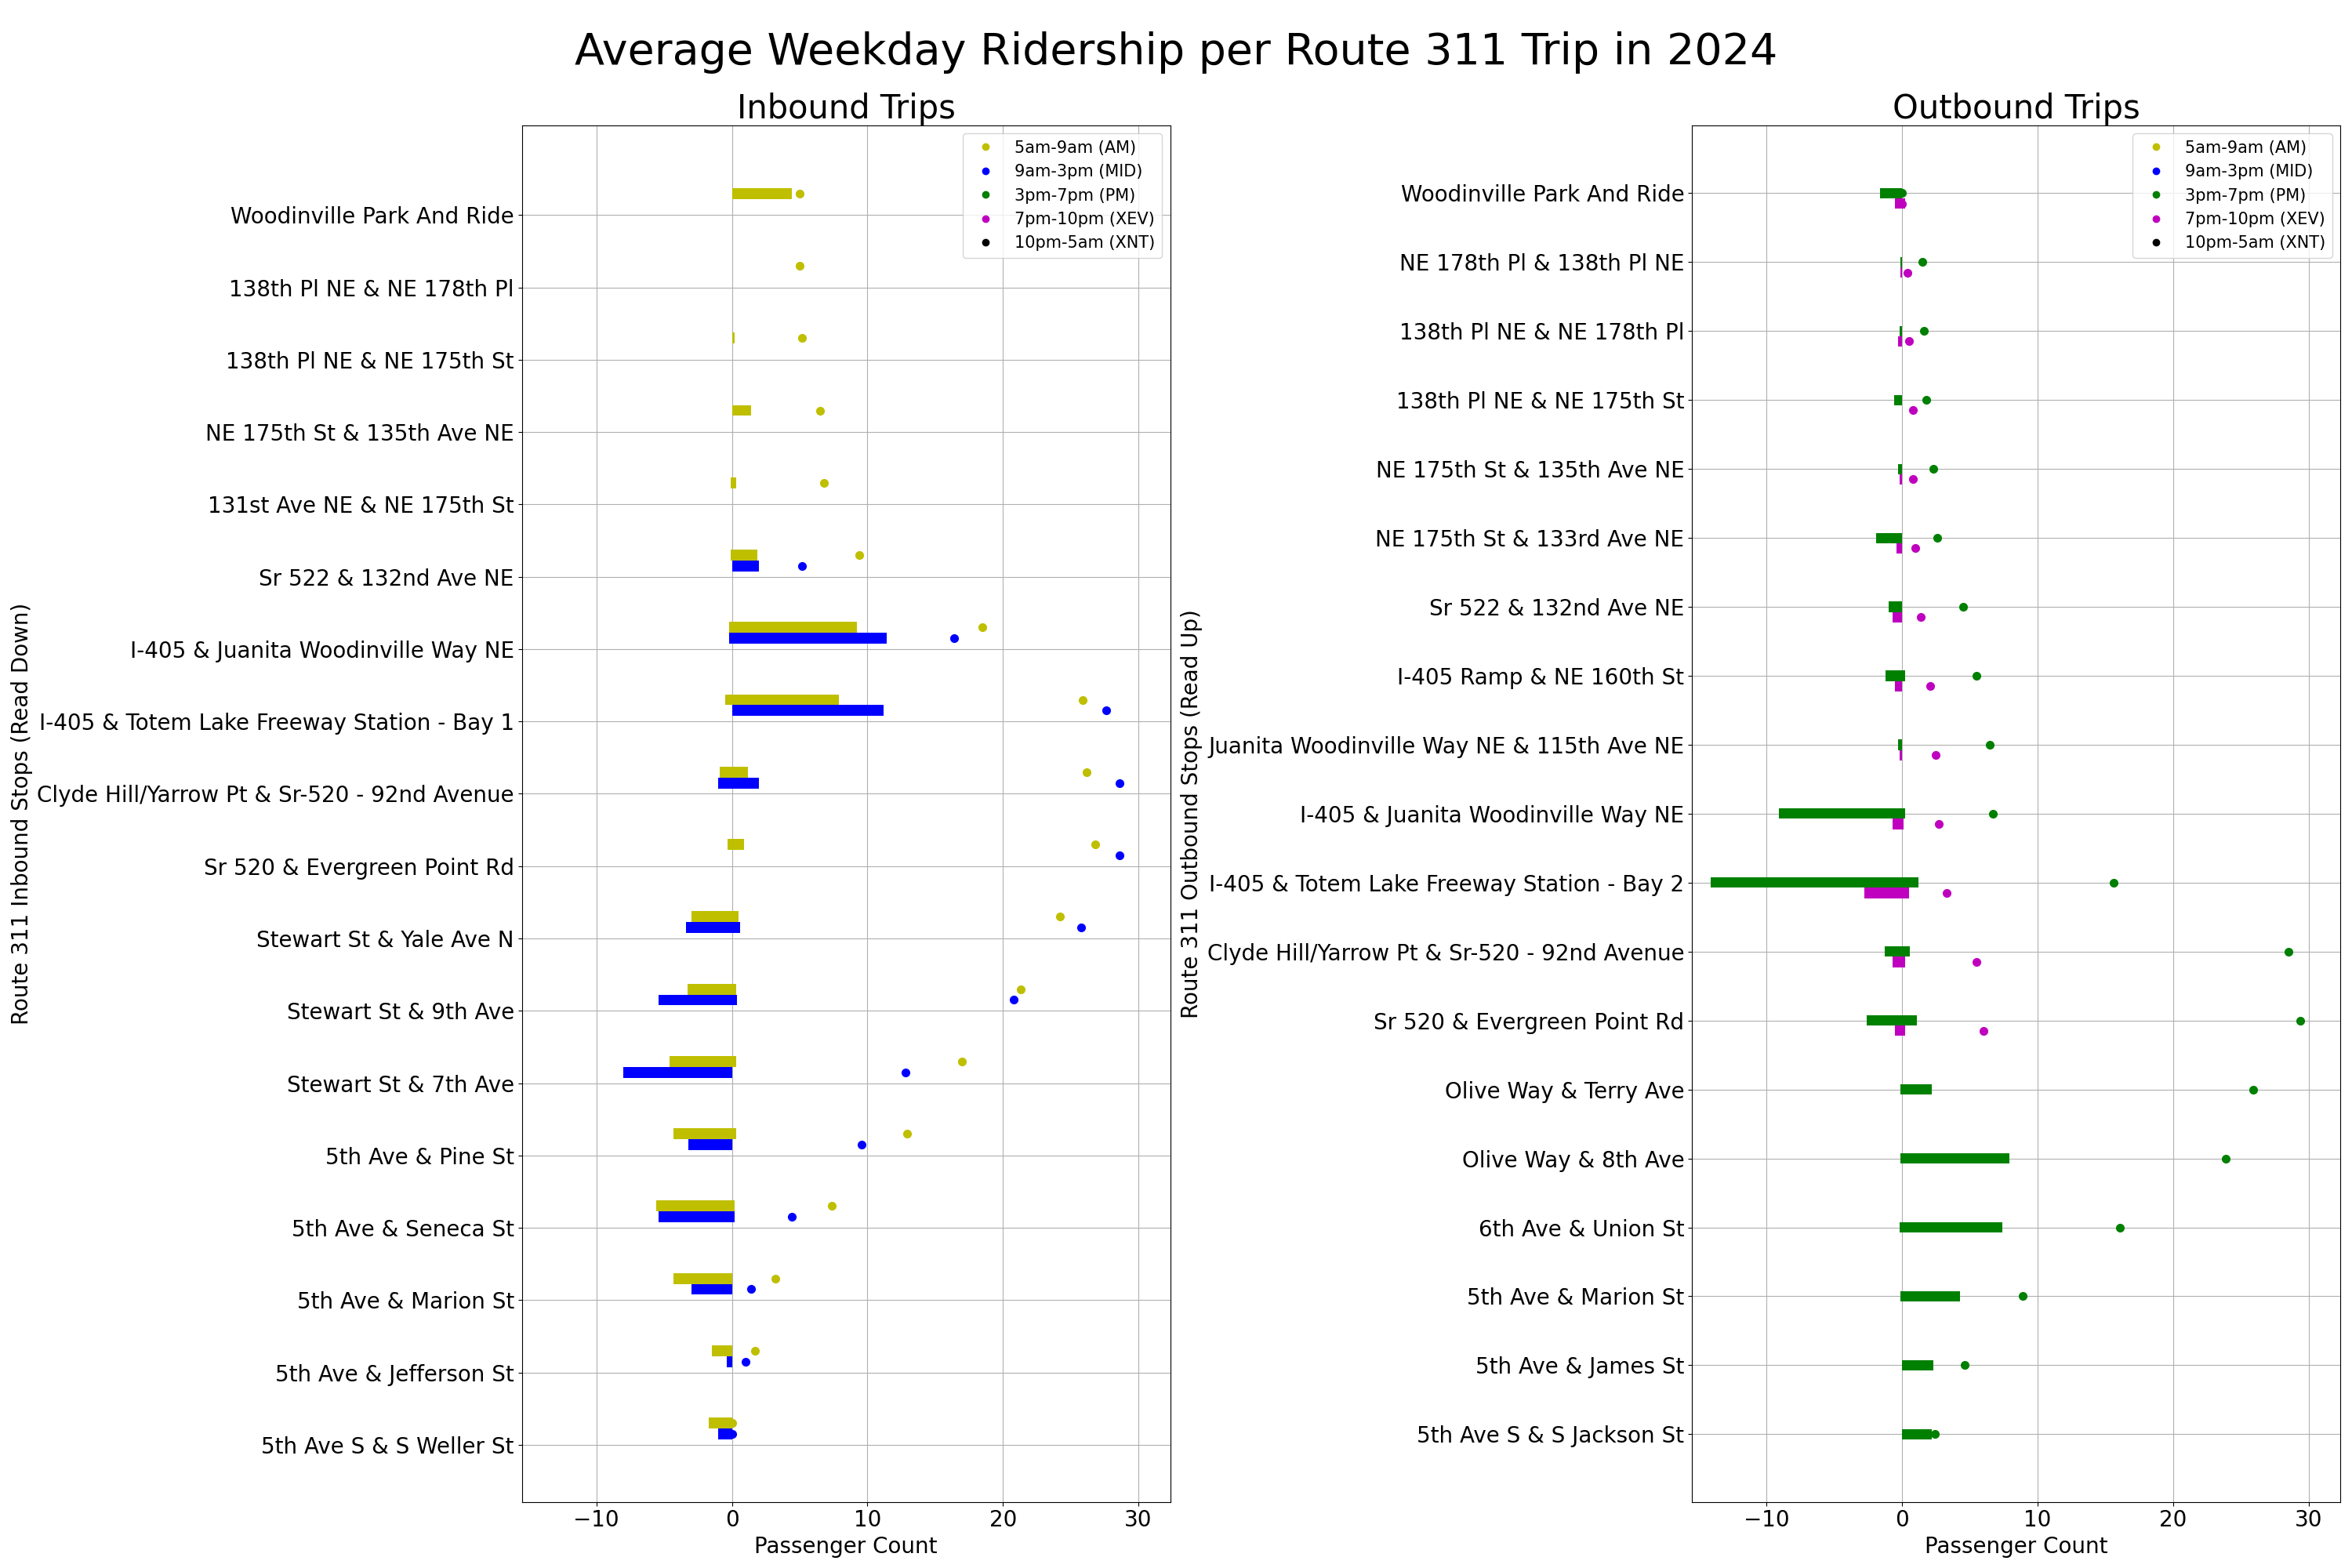 Average Weekday Ridership per Route 311 Trip in 2024
Inbound Trips
5am-9am (AM)
9am-3pm (MID)
3pm-7pm (PM)
7pm-10pm (XEV)
10pm-5am (XNT)
Route 311 Inbound Stops (Read Down)
Woodinville Park And Ride
138th Pl NE & NE 178th Pl
138th Pl NE & NE 175th St
NE 175th St & 135th Ave NE
131st Ave NE & NE 175th St
Sr 522 & 132nd Ave NE
I-405 & Juanita Woodinville Way NE
I-405 & Totem Lake Freeway Station - Bay 1
Clyde Hill/Yarrow Pt & Sr-520 - 92nd Avenue
Sr 520 & Evergreen Point Rd
Stewart St & Yale Ave N
Stewart St & 9th Ave
Stewart St & 7th Ave
5th Ave & Pine St
5th Ave & Seneca St
5th Ave & Marion St
5th Ave & Jefferson St
5th Ave S & S Weller St
−10 0 10 20 30
Passenger Count
Outbound Trips
5am-9am (AM)
9am-3pm (MID)
3pm-7pm (PM)
7pm-10pm (XEV)
10pm-5am (XNT)
Route 311 Outbound Stops (Read Up)
Woodinville Park And Ride
NE 178th Pl & 138th Pl NE
138th Pl NE & NE 178th Pl
138th Pl NE & NE 175th St
NE 175th St & 135th Ave NE
NE 175th St & 133rd Ave NE
Sr 522 & 132nd Ave NE
I-405 Ramp & NE 160th St
Juanita Woodinville Way NE & 115th Ave NE
I-405 & Juanita Woodinville Way NE
I-405 & Totem Lake Freeway Station - Bay 2
Clyde Hill/Yarrow Pt & Sr-520 - 92nd Avenue
Sr 520 & Evergreen Point Rd
Olive Way & Terry Ave
Olive Way & 8th Ave
6th Ave & Union St
5th Ave & Marion St
5th Ave & James St
5th Ave S & S Jackson St
−10 0 10 20 30
Passenger Count